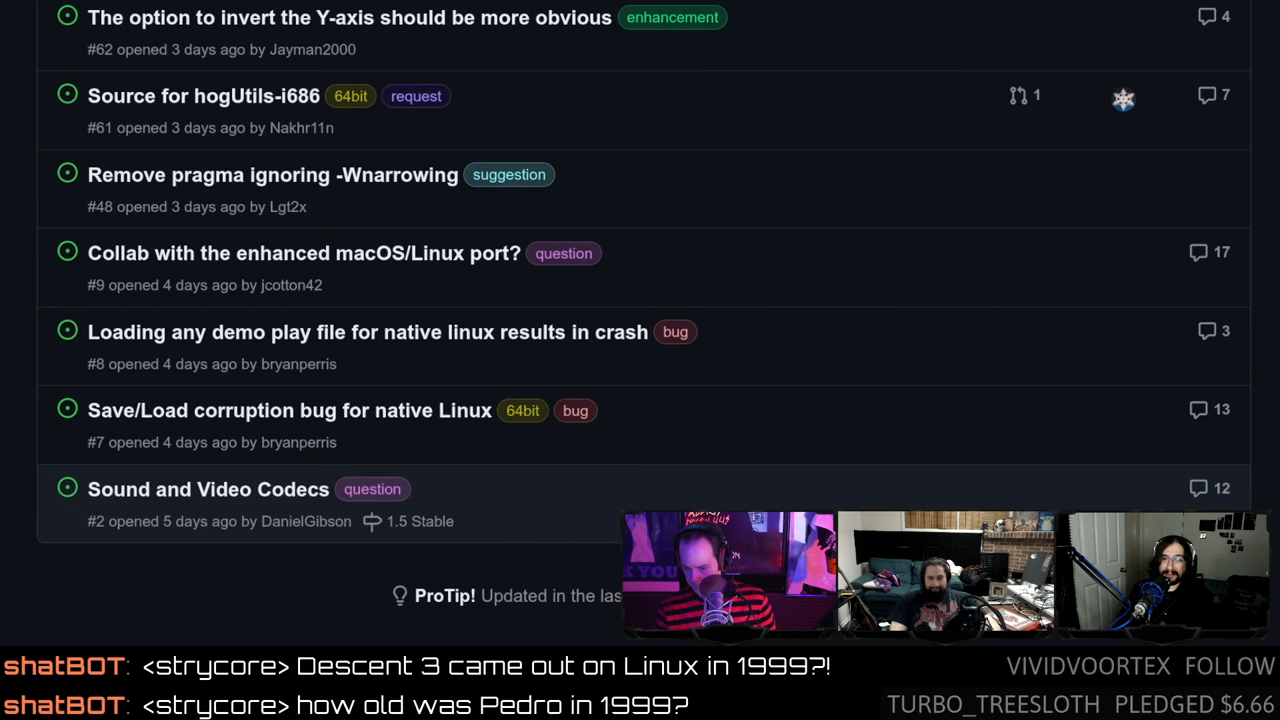 The option to invert the Y-axis should be more obvious enhancement 4
#62 opened 3 days ago by Jayman2000
Source for hogUtils-i686 64bit request 1 7
#61 opened 3 days ago by Nakhr11n
Remove pragma ignoring -Wnarrowing suggestion
#48 opened 3 days ago by Lgt2x
Collab with the enhanced macOS/Linux port? question 17
#9 opened 4 days ago by jcotton42
Loading any demo play file for native linux results in crash bug 3
#8 opened 4 days ago by bryanperris
Save/Load corruption bug for native Linux 64bit bug 13
#7 opened 4 days ago by bryanperris
Sound and Video Codecs question 12
#2 opened 5 days ago by DanielGibson 1.5 Stable
ProTip! Updated in the las
shatBOT: <strycore> Descent 3 came out on Linux in 1999?! VIVIDVOORTEX FOLLOW
shatBOT: <strycore> how old was Pedro in 1999? TURBO_TREESLOTH PLEDGED $6.66